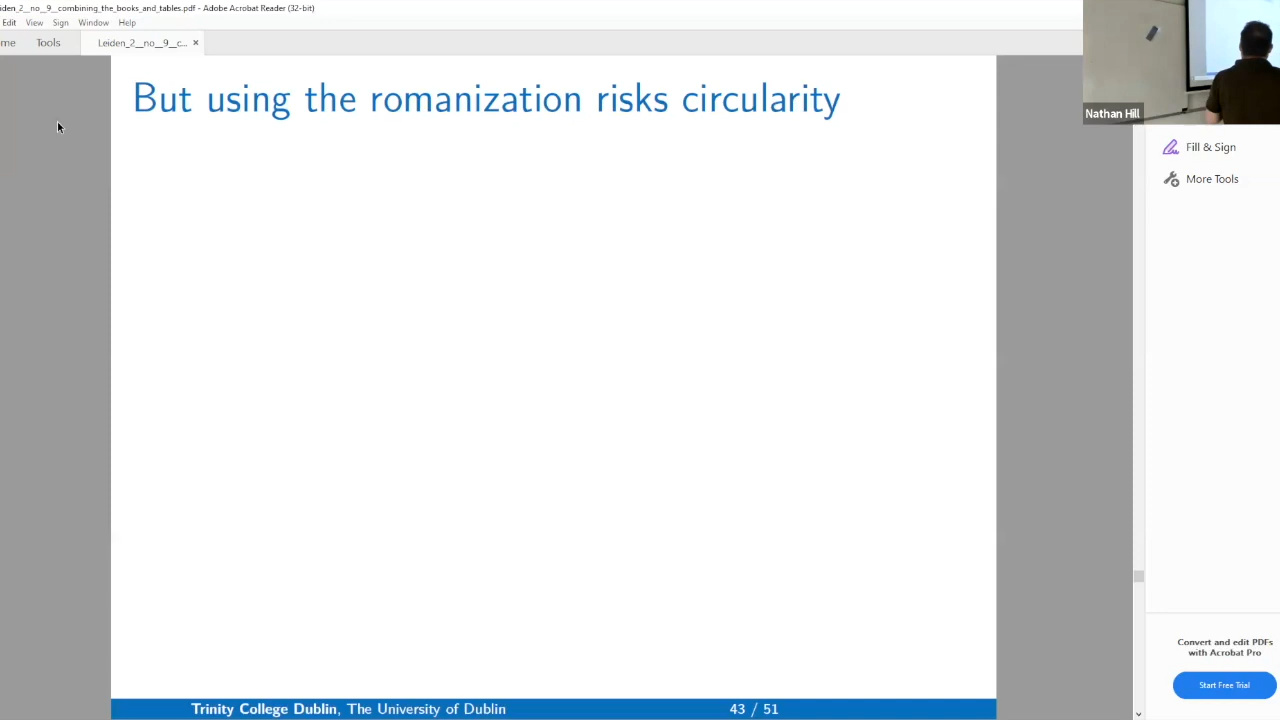 eiden_2__no__9__combining_the_books_and_tables.pdf - Adobe Acrobat Reader (32-bit)
Edit View Sign Window Help
me Tools Leiden_2__no__9__c... ×
But using the romanization risks circularity
Nathan Hill
Fill & Sign
More Tools
Convert and edit PDFs
with Acrobat Pro
Start Free Trial
Trinity College Dublin, The University of Dublin 43 / 51